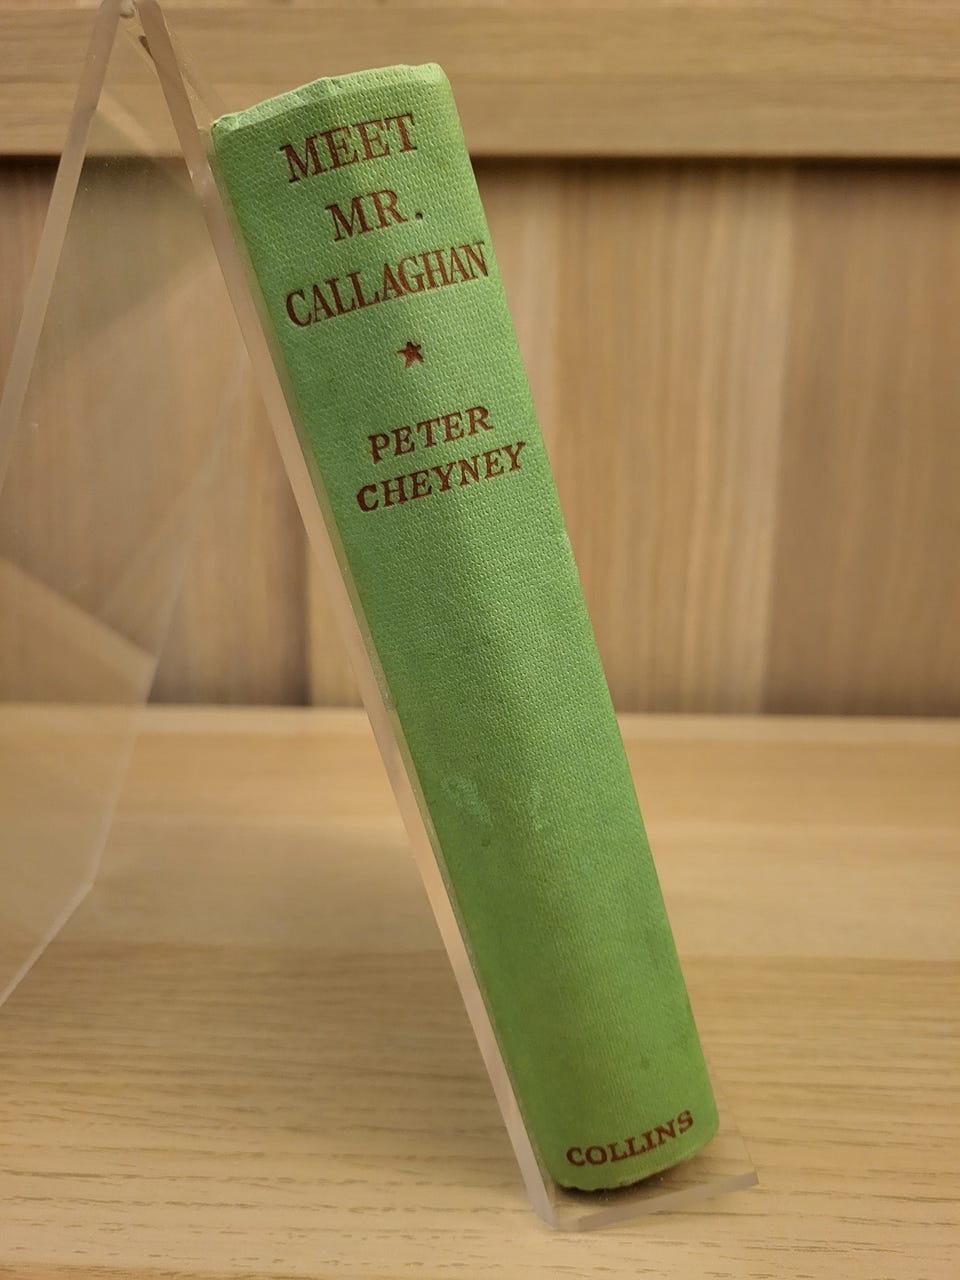 MEET
MR.
CALLAGHAN
PETER
CHEYNEY
COLLINS